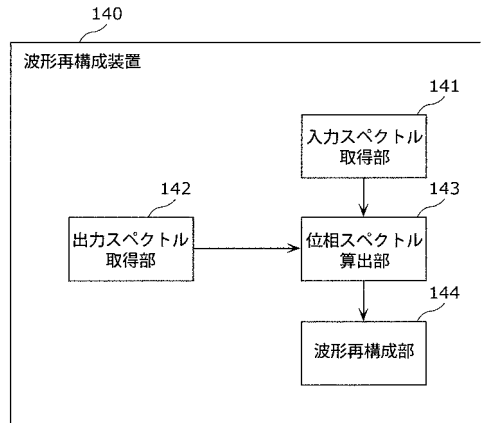 140
波形再構成装置
141
入力スペクトル
取得部
142
出力スペクトル
取得部
143
位相スペクトル
算出部
144
波形再構成部